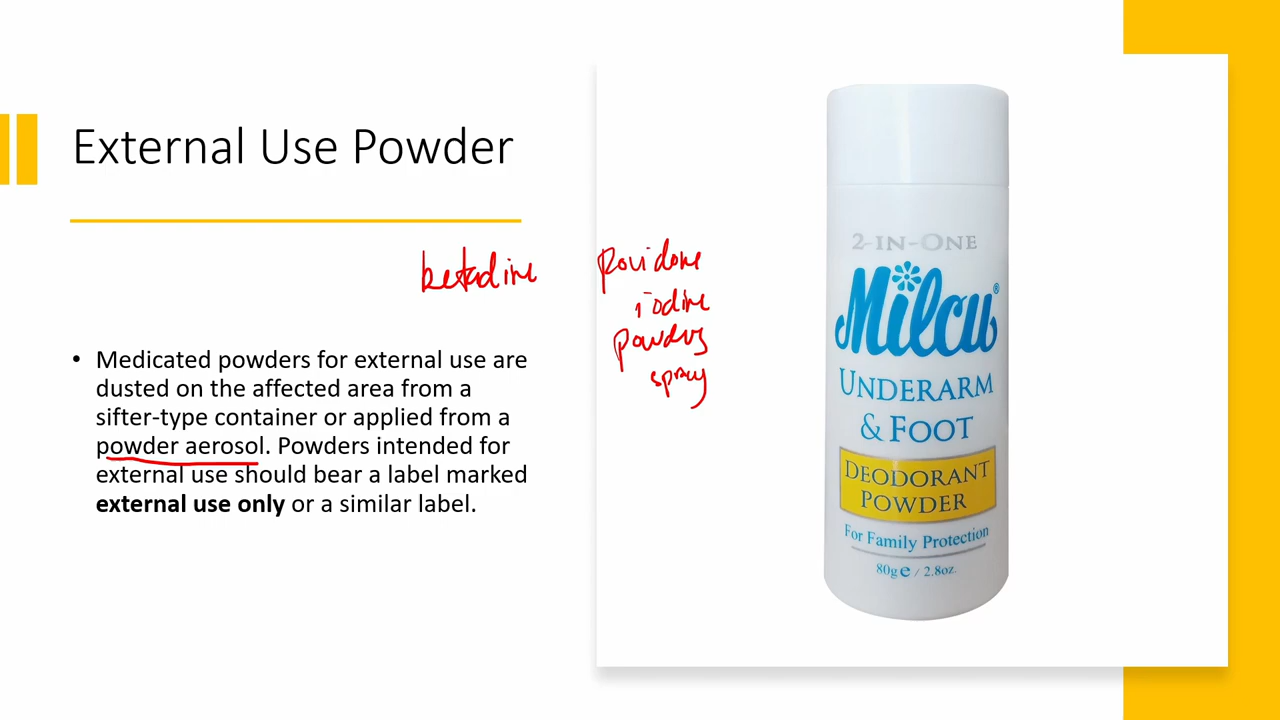 External Use Powder
betadine
povidone
iodine
powders
spray
• Medicated powders for external use are
dusted on the affected area from a
sifter-type container or applied from a
powder aerosol. Powders intended for
external use should bear a label marked
external use only or a similar label.
2-IN-ONE
Milcu®
UNDERARM
& FOOT
DEODORANT
POWDER
For Family Protection
80g e / 2.8oz.